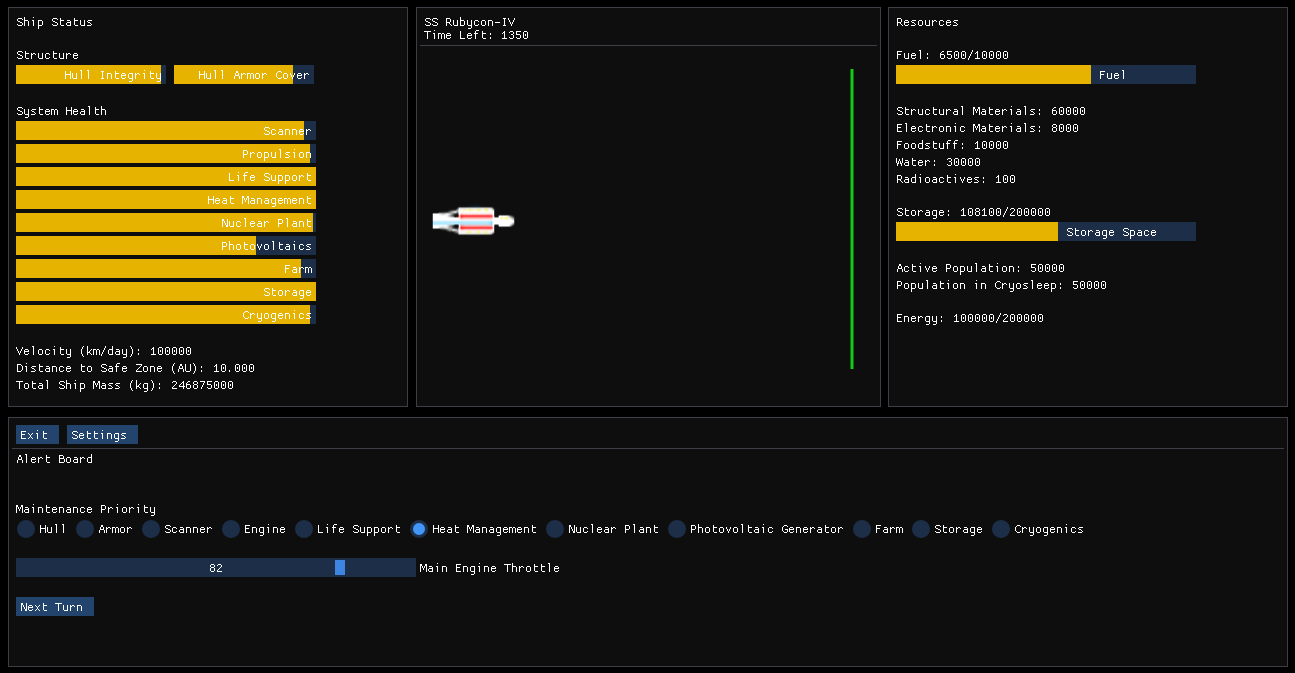 Ship Status
Structure
Hull Integrity Hull Armor Cover
System Health
Scanner
Propulsion
Life Support
Heat Management
Nuclear Plant
Photovoltaics
Farm
Storage
Cryogenics
Velocity (km/day): 100000
Distance to Safe Zone (AU): 10.000
Total Ship Mass (kg): 246875000
SS Rubycon-IV
Time Left: 1350
Resources
Fuel: 6500/10000
Fuel
Structural Materials: 60000
Electronic Materials: 8000
Foodstuff: 10000
Water: 30000
Radioactives: 100
Storage: 108100/200000
Storage Space
Active Population: 50000
Population in Cryosleep: 50000
Energy: 100000/200000
Exit Settings
Alert Board
Maintenance Priority
Hull Armor Scanner Engine Life Support Heat Management Nuclear Plant Photovoltaic Generator Farm Storage Cryogenics
82 Main Engine Throttle
Next Turn